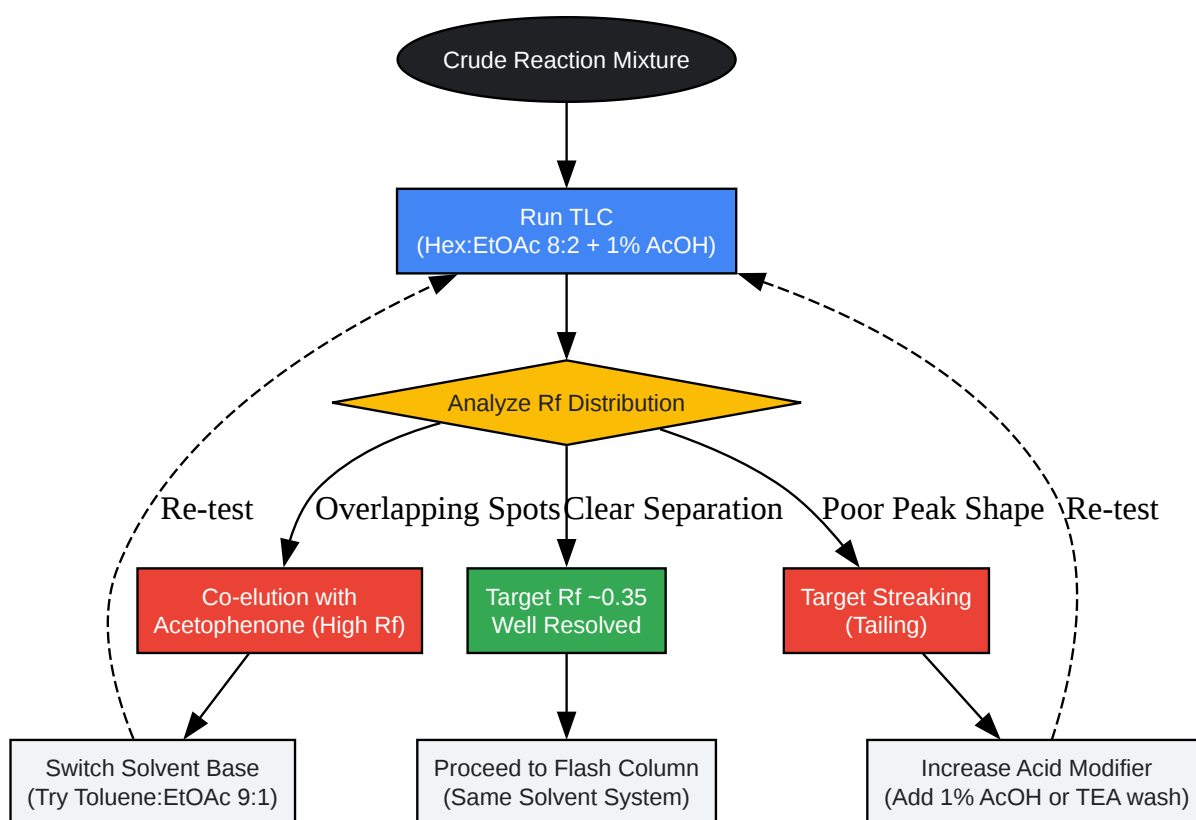 Crude Reaction Mixture
Run TLC
(Hex:EtOAc 8:2 + 1% AcOH)
Analyze Rf Distribution
Re-test
Overlapping Spots
Clear Separation
Poor Peak Shape
Re-test
Co-elution with
Acetophenone (High Rf)
Target Rf ~0.35
Well Resolved
Target Streaking
(Tailing)
Switch Solvent Base
(Try Toluene:EtOAc 9:1)
Proceed to Flash Column
(Same Solvent System)
Increase Acid Modifier
(Add 1% AcOH or TEA wash)